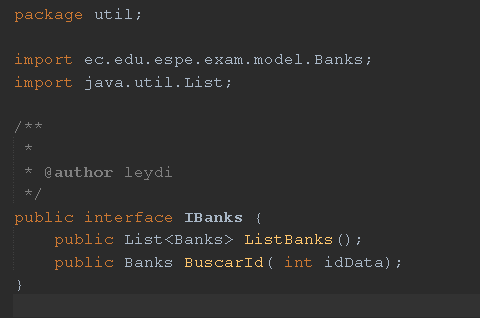 package util;
import ec.edu.espe.exam.model.Banks;
import java.util.List;
/**
 *
 * @author leydi
 */
public interface IBanks {
    public List<Banks> ListBanks();
    public Banks BuscarId( int idData);
}